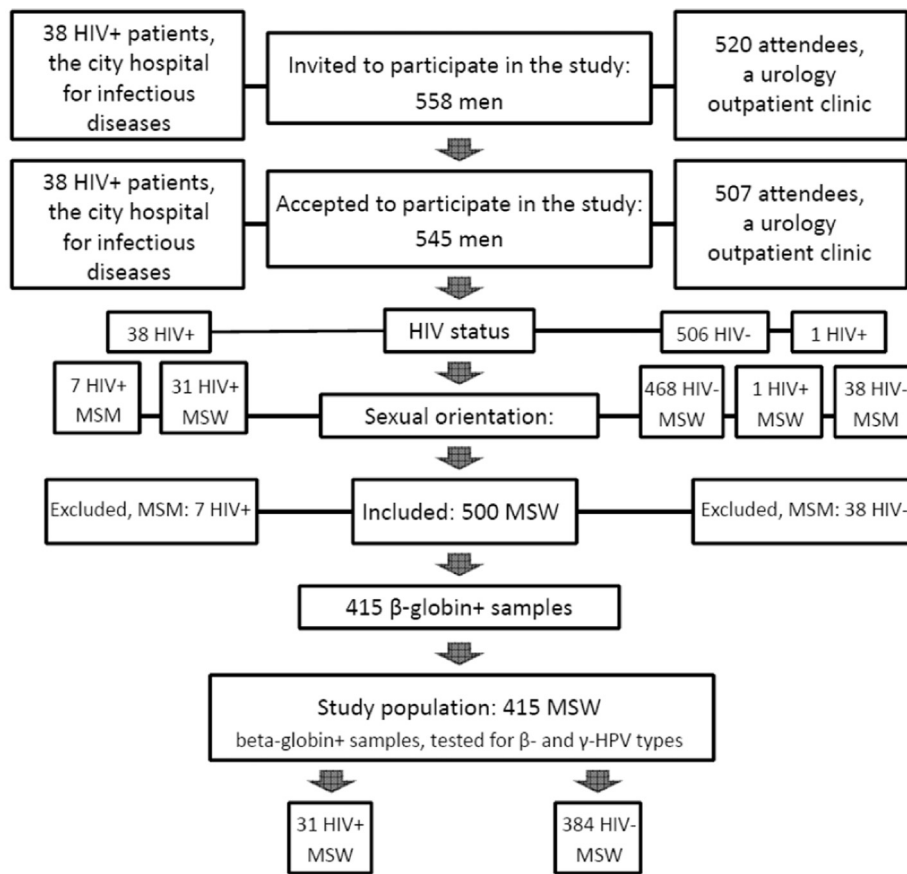 38 HIV+ patients,
the city hospital
for infectious
diseases
Invited to participate in the study:
558 men
520 attendees,
a urology
outpatient clinic
38 HIV+ patients,
the city hospital
for infectious
diseases
Accepted to participate in the study:
545 men
507 attendees,
a urology
outpatient clinic
38 HIV+
HIV status
506 HIV-
1 HIV+
7 HIV+
MSM
31 HIV+
MSW
Sexual orientation:
468 HIV-
MSW
1 HIV+
MSW
38 HIV-
MSM
Excluded, MSM: 7 HIV+
Included: 500 MSW
Excluded, MSM: 38 HIV-
415 β-globin+ samples
Study population: 415 MSW
beta-globin+ samples, tested for β- and γ-HPV types
31 HIV+
MSW
384 HIV-
MSW